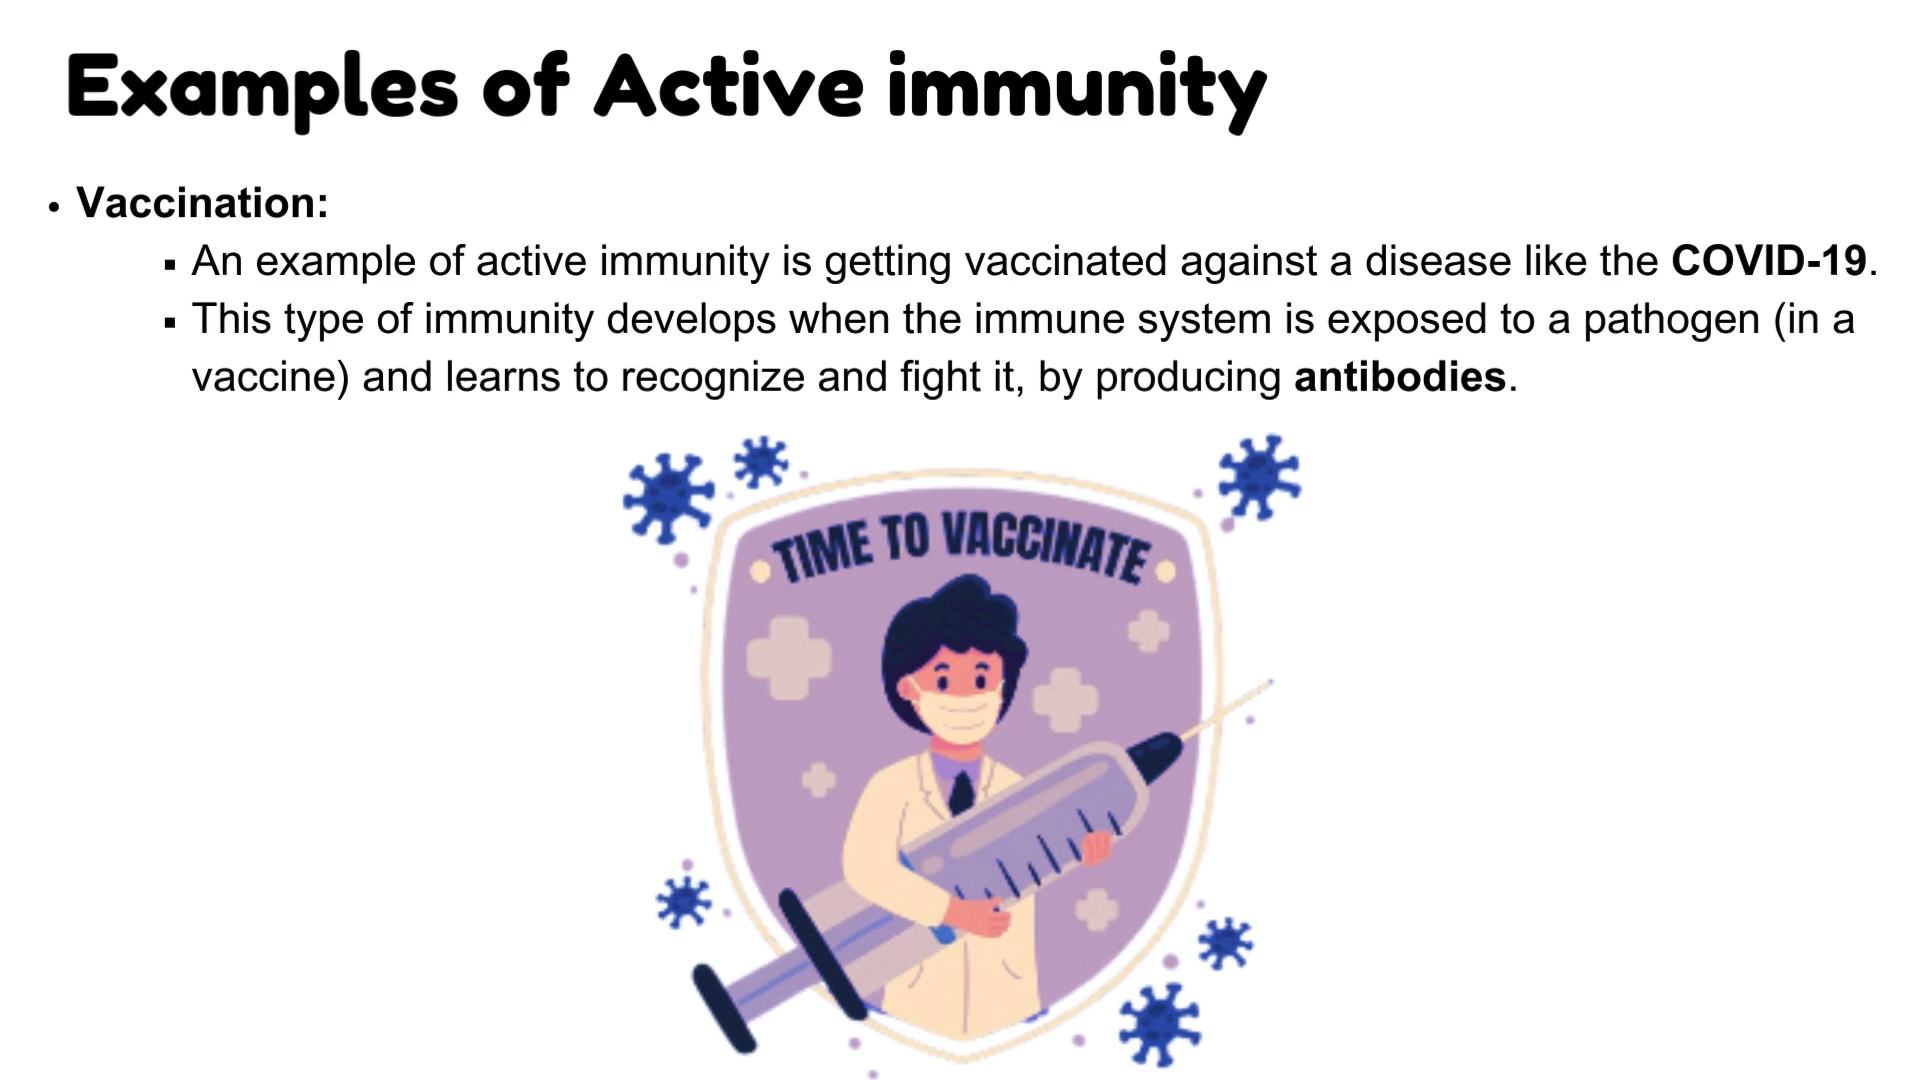 Examples of Active immunity
• Vaccination:
▪ An example of active immunity is getting vaccinated against a disease like the COVID-19.
▪ This type of immunity develops when the immune system is exposed to a pathogen (in a
vaccine) and learns to recognize and fight it, by producing antibodies.
TIME TO VACCINATE